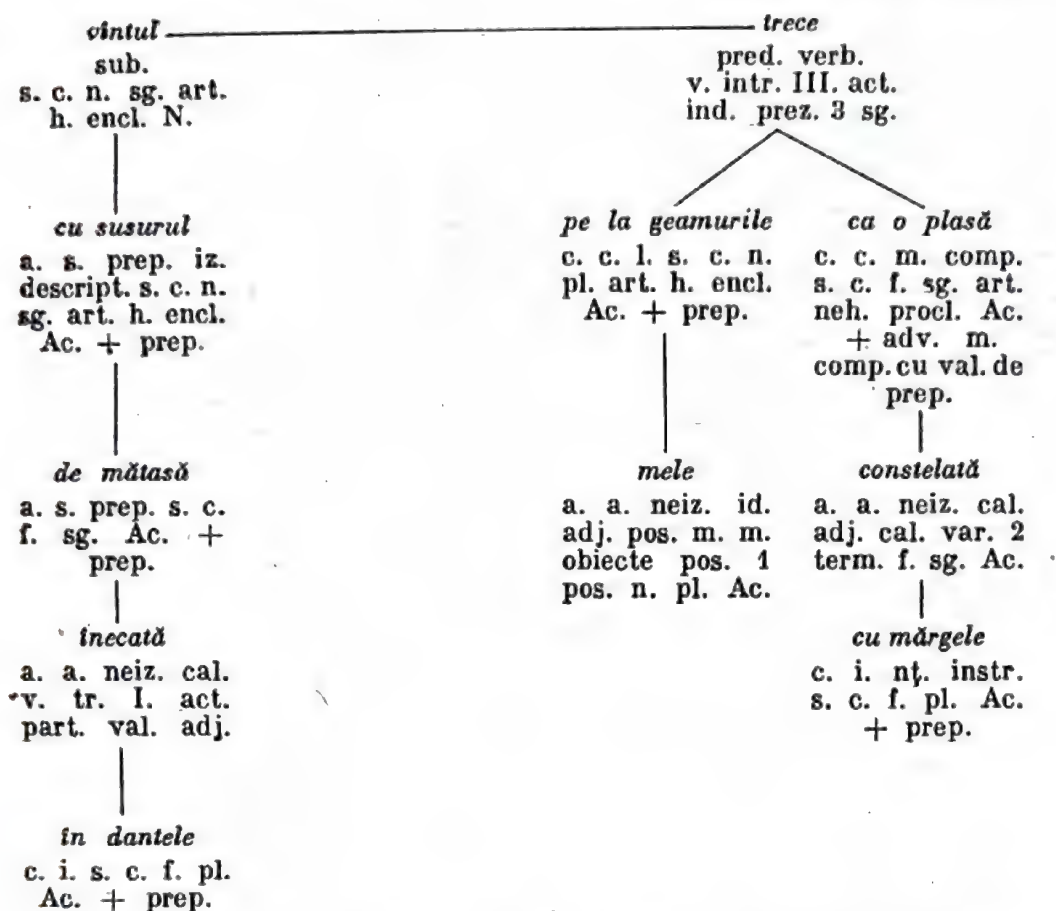 vîntul
sub.
s. c. n. sg. art.
h. encl. N.
trece
pred. verb.
v. intr. III. act.
ind. prez. 3 sg.
cu susurul
a. s. prep. iz.
descript. s. c. n.
sg. art. h. encl.
Ac. + prep.
pe la geamurile
c. c. l. s. c. n.
pl. art. h. encl.
Ac. + prep.
ca o plasă
c. c. m. comp.
s. c. f. sg. art.
neh. procl. Ac.
+ adv. m.
comp. cu val. de
prep.
de mătasă
a. s. prep. s. c.
f. sg. Ac. +
prep.
mele
a. a. neiz. id.
adj. pos. m. m.
obiecte pos. 1
pos. n. pl. Ac.
constelată
a. a. neiz. cal.
adj. cal. var. 2
term. f. sg. Ac.
înecată
a. a. neiz. cal.
v. tr. I. act.
part. val. adj.
cu mărgele
c. i. nț. instr.
s. c. f. pl. Ac.
+ prep.
în dantele
c. i. s. c. f. pl.
Ac. + prep.